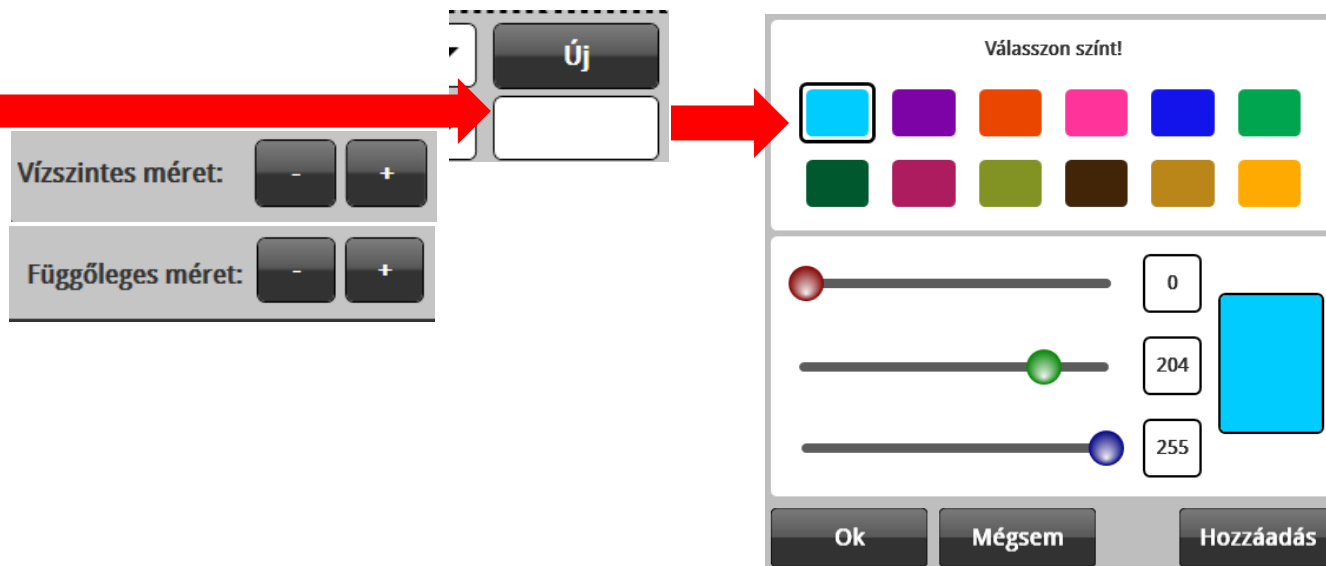 Új
Vízszintes méret: - +
Függőleges méret: - +
Válasszon színt!
0
204
255
Ok Mégsem Hozzáadás